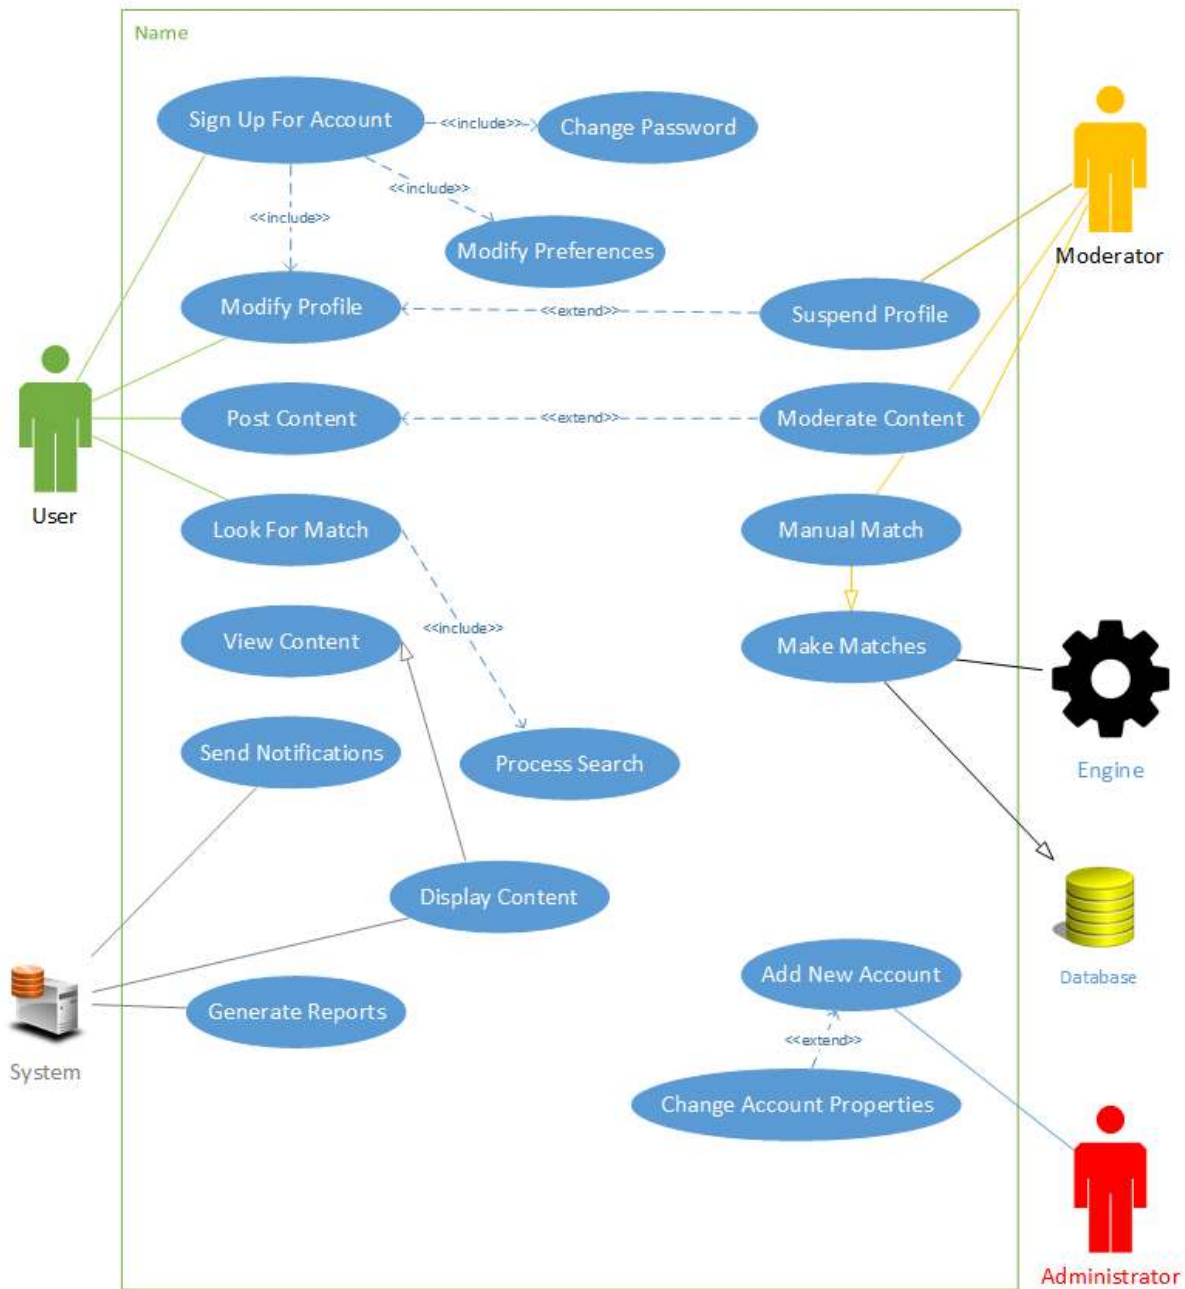 Name
Sign Up For Account
<<include>>
Change Password
<<include>>
<<include>>
Modify Preferences
Moderator
Modify Profile
<<extend>>
Suspend Profile
Post Content
<<extend>>
Moderate Content
User
Look For Match
Manual Match
<<include>>
View Content
Make Matches
Send Notifications
Process Search
Engine
Display Content
Add New Account
Database
Generate Reports
<<extend>>
System
Change Account Properties
Administrator